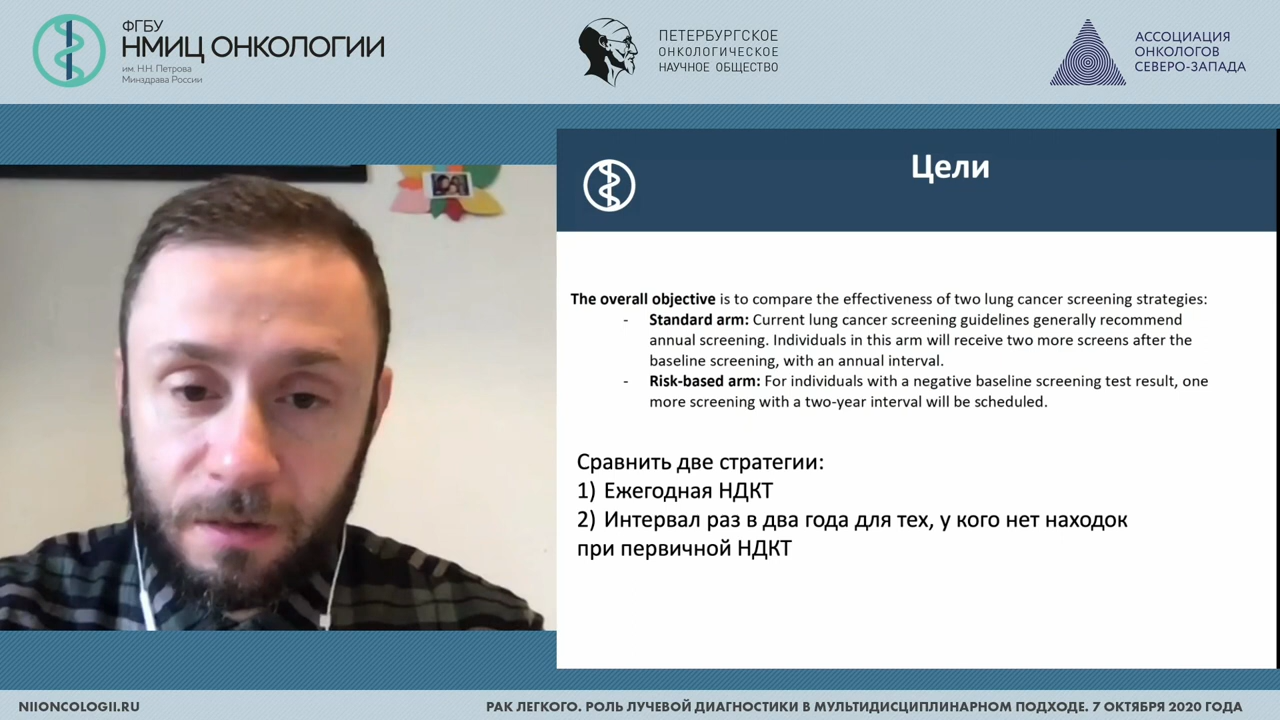 ФГБУ
НМИЦ ОНКОЛОГИИ
им. Н.Н. Петрова
Минздрава России
ПЕТЕРБУРГСКОЕ
ОНКОЛОГИЧЕСКОЕ
НАУЧНОЕ ОБЩЕСТВО
АССОЦИАЦИЯ
ОНКОЛОГОВ
СЕВЕРО-ЗАПАДА
Цели
The overall objective is to compare the effectiveness of two lung cancer screening strategies:
- Standard arm: Current lung cancer screening guidelines generally recommend
annual screening. Individuals in this arm will receive two more screens after the
baseline screening, with an annual interval.
- Risk-based arm: For individuals with a negative baseline screening test result, one
more screening with a two-year interval will be scheduled.
Сравнить две стратегии:
1) Ежегодная НДКТ
2) Интервал раз в два года для тех, у кого нет находок
при первичной НДКТ
NIIONCOLOGII.RU
РАК ЛЕГКОГО. РОЛЬ ЛУЧЕВОЙ ДИАГНОСТИКИ В МУЛЬТИДИСЦИПЛИНАРНОМ ПОДХОДЕ. 7 ОКТЯБРЯ 2020 ГОДА